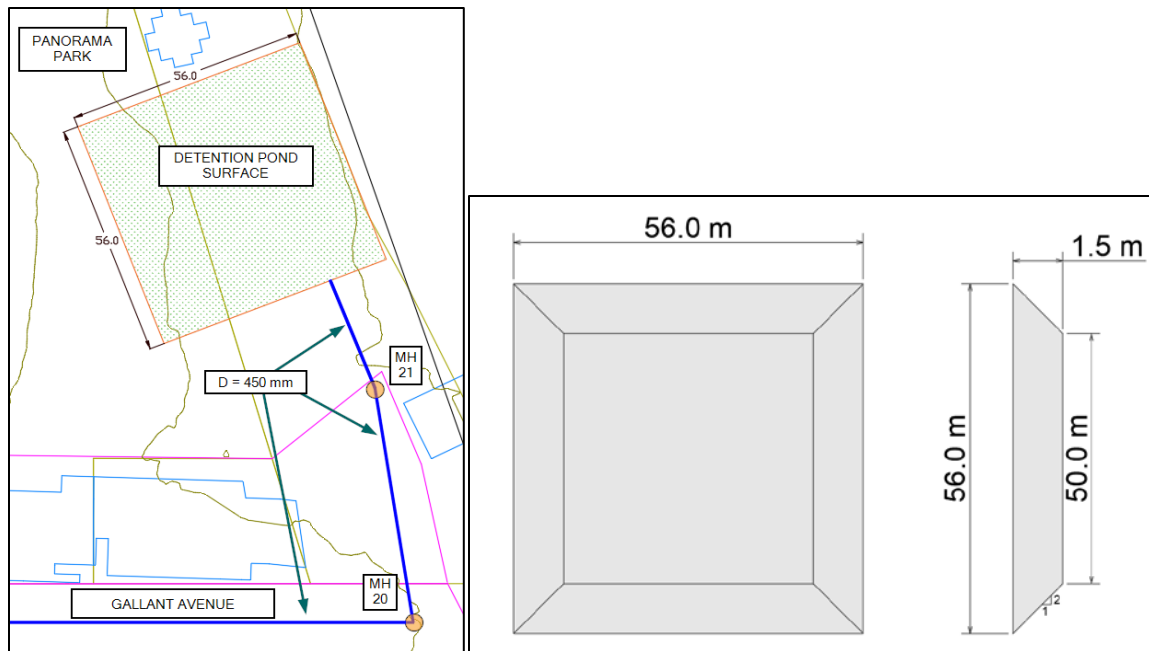 PANORAMA
PARK
56.0
DETENTION POND
SURFACE
56.0
MH
21
D = 450 mm
MH
20
GALLANT AVENUE
56.0 m
1.5 m
56.0 m
50.0 m
2
1